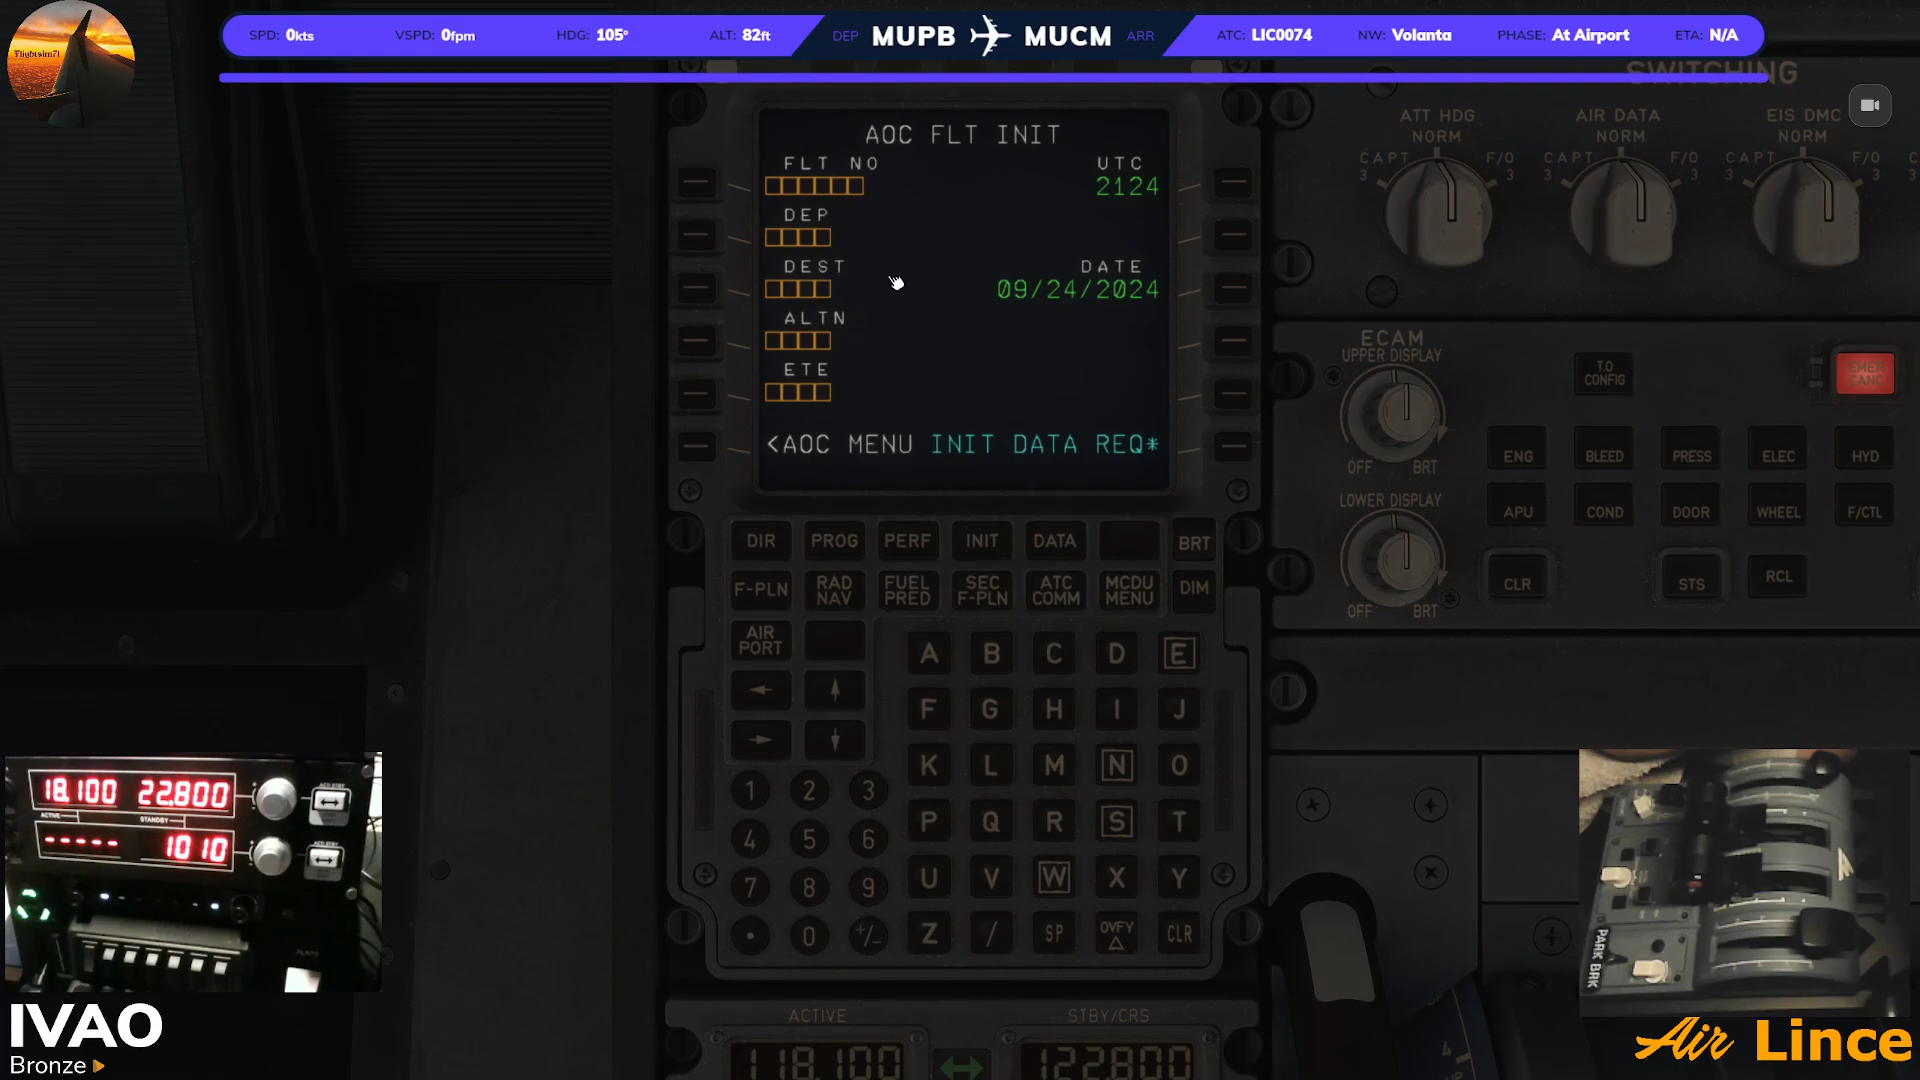 Flightsim71
SPD: 0kts
VSPD: 0fpm
HDG: 105°
ALT: 82ft
DEP MUPB MUCM ARR
ATC: LIC0074
NW: Volanta
PHASE: At Airport
ETA: N/A
AOC FLT INIT
FLT NO UTC
2124
DEP
DEST DATE
09/24/2024
ALTN
ETE
<AOC MENU INIT DATA REQ*
DIR PROG PERF INIT DATA BRT
F-PLN RAD NAV FUEL PRED SEC F-PLN ATC COMM MCDU MENU DIM
AIR PORT
A B C D E
F G H I J
K L M N O
P Q R S T
U V W X Y
Z / SP OVFY CLR
1 2 3
4 5 6
7 8 9
. 0 +/-
ACTIVE STBY/CRS
118.100 122.800
SWITCHING
ATT HDG AIR DATA EIS DMC
NORM NORM NORM
CAPT F/O CAPT F/O CAPT F/O
3 3 3 3 3 3
ECAM
UPPER DISPLAY
OFF BRT
LOWER DISPLAY
OFF BRT
T.O CONFIG
EMER CANC
ENG BLEED PRESS ELEC HYD
APU COND DOOR WHEEL F/CTL
CLR STS RCL
4
18.100 22.800
ACTIVE STANDBY
1010
PARK BRK
IVAO
Bronze
Air Lince